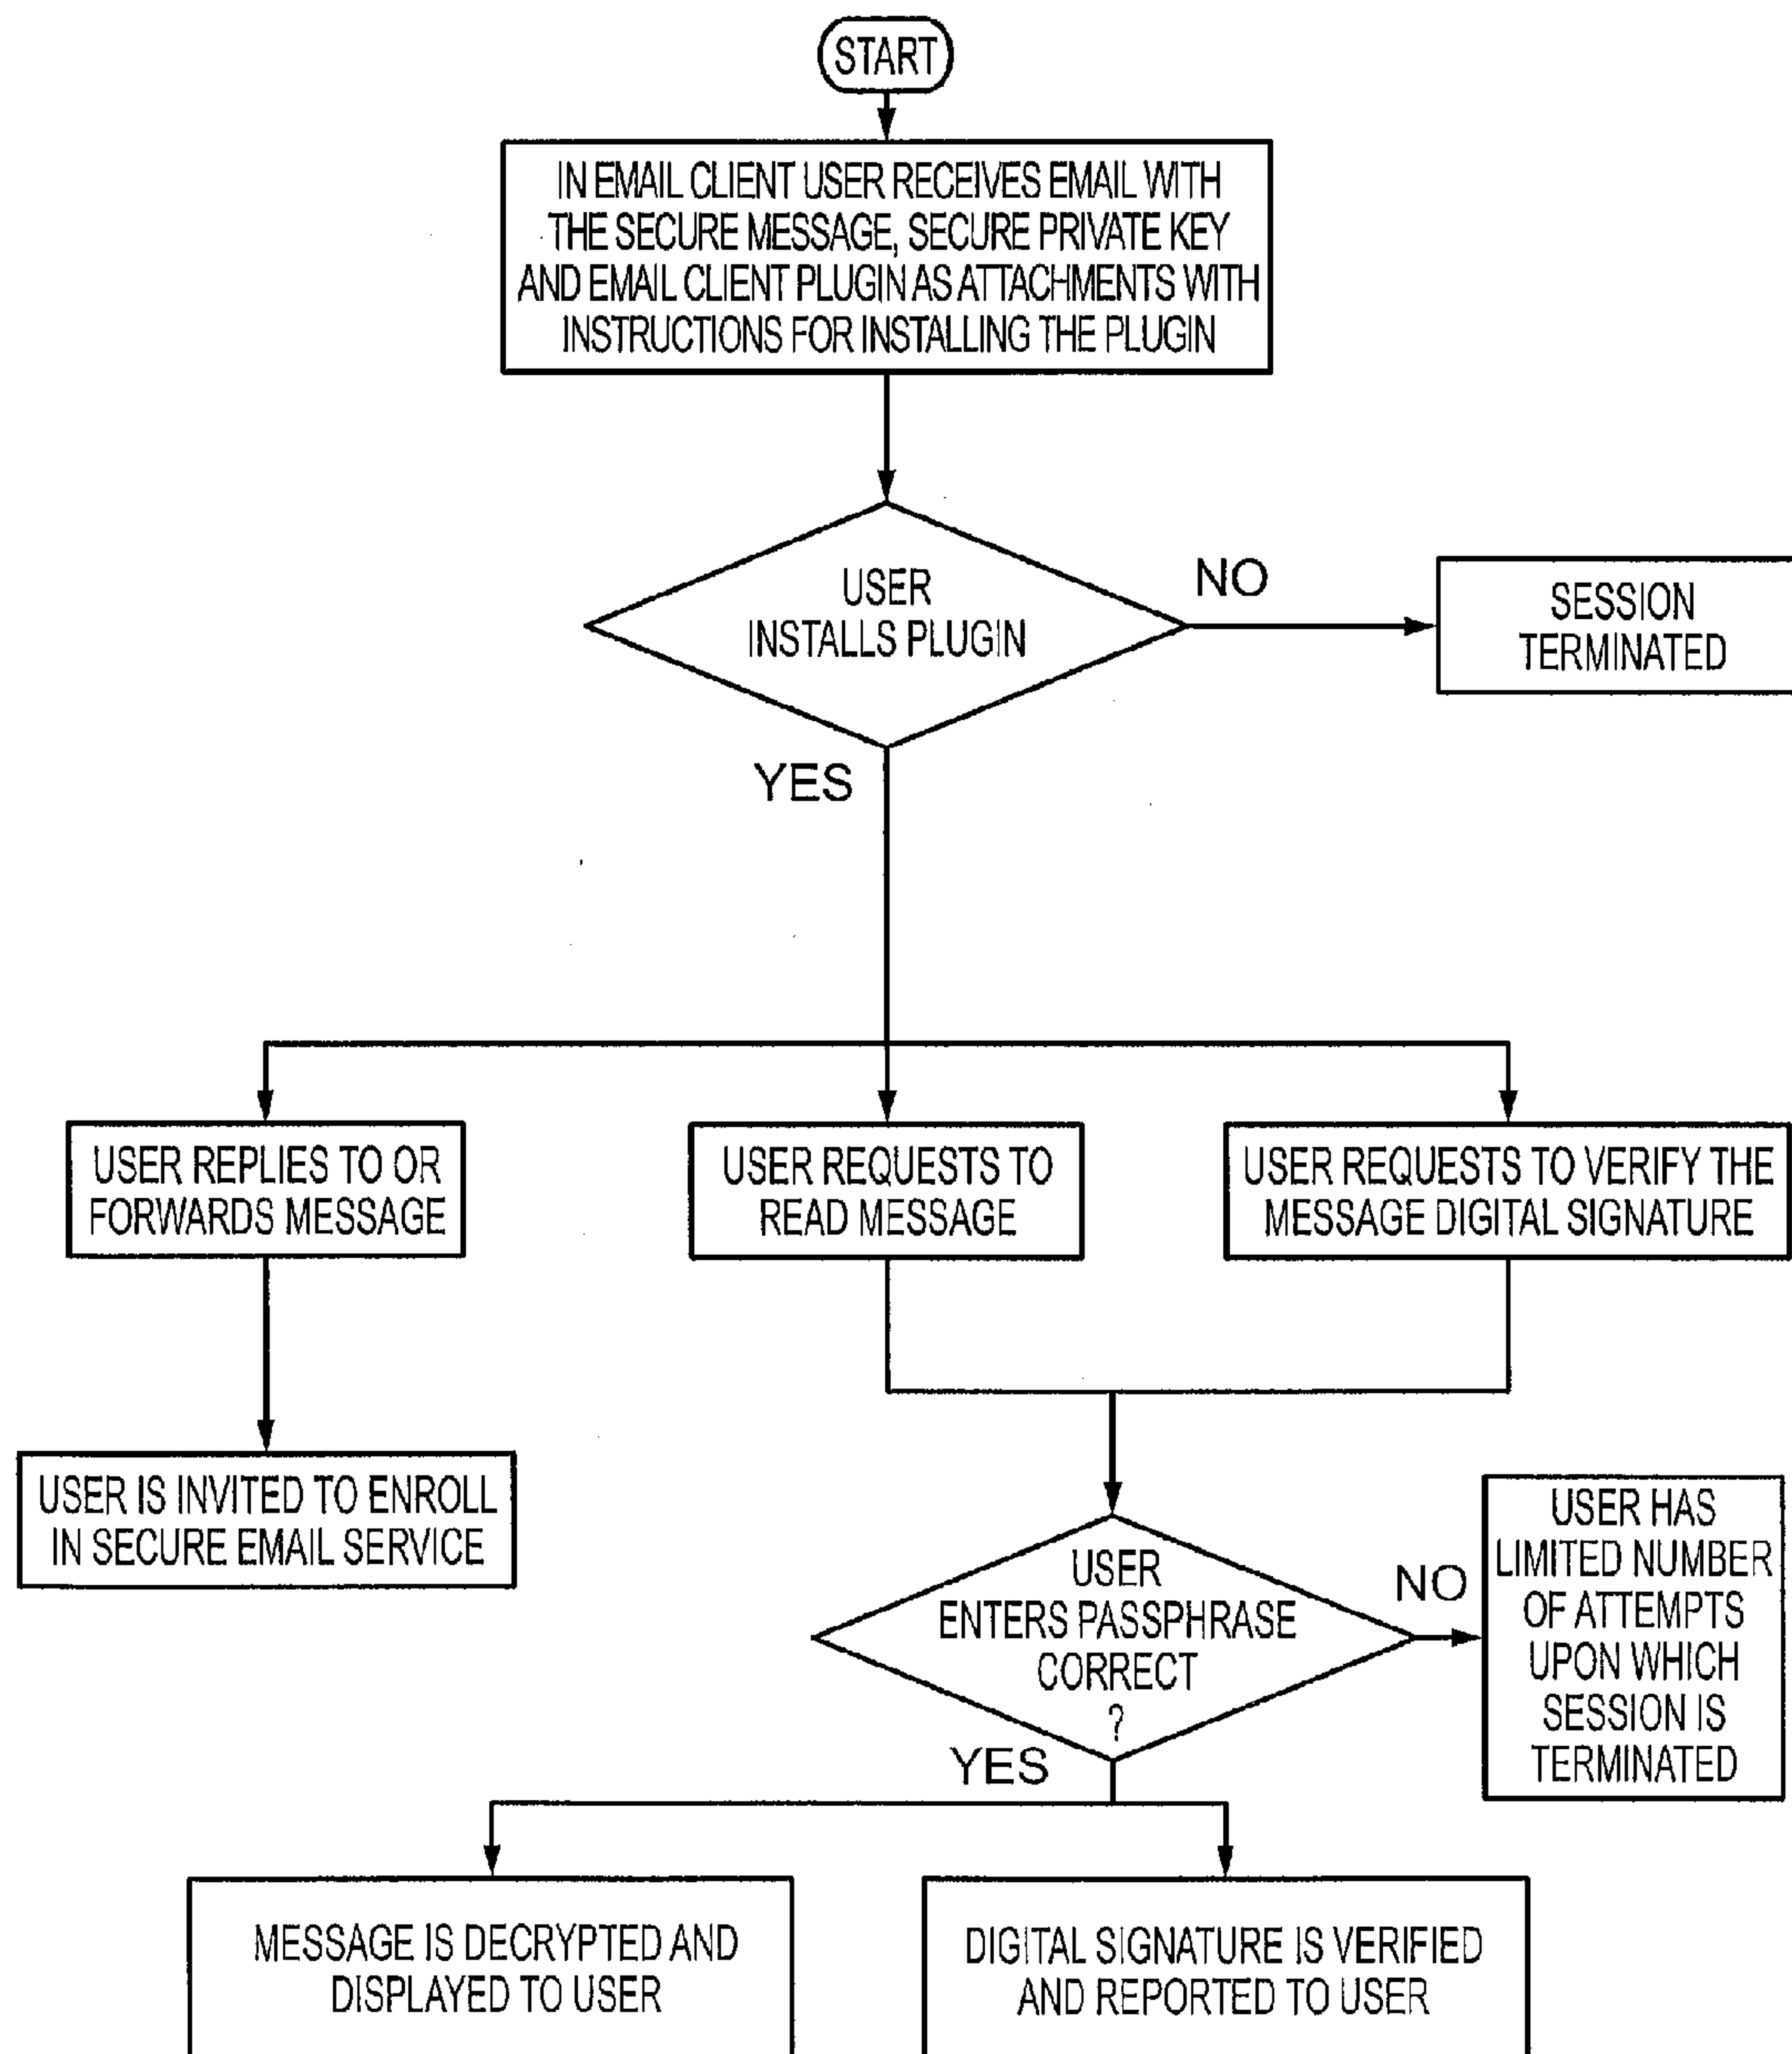 START
IN EMAIL CLIENT USER RECEIVES EMAIL WITH
THE SECURE MESSAGE, SECURE PRIVATE KEY
AND EMAIL CLIENT PLUGIN AS ATTACHMENTS WITH
INSTRUCTIONS FOR INSTALLING THE PLUGIN
USER
INSTALLS PLUGIN
NO
SESSION
TERMINATED
YES
USER REPLIES TO OR
FORWARDS MESSAGE
USER REQUESTS TO
READ MESSAGE
USER REQUESTS TO VERIFY THE
MESSAGE DIGITAL SIGNATURE
USER IS INVITED TO ENROLL
IN SECURE EMAIL SERVICE
USER
ENTERS PASSPHRASE
CORRECT
?
NO
USER HAS
LIMITED NUMBER
OF ATTEMPTS
UPON WHICH
SESSION IS
TERMINATED
YES
MESSAGE IS DECRYPTED AND
DISPLAYED TO USER
DIGITAL SIGNATURE IS VERIFIED
AND REPORTED TO USER